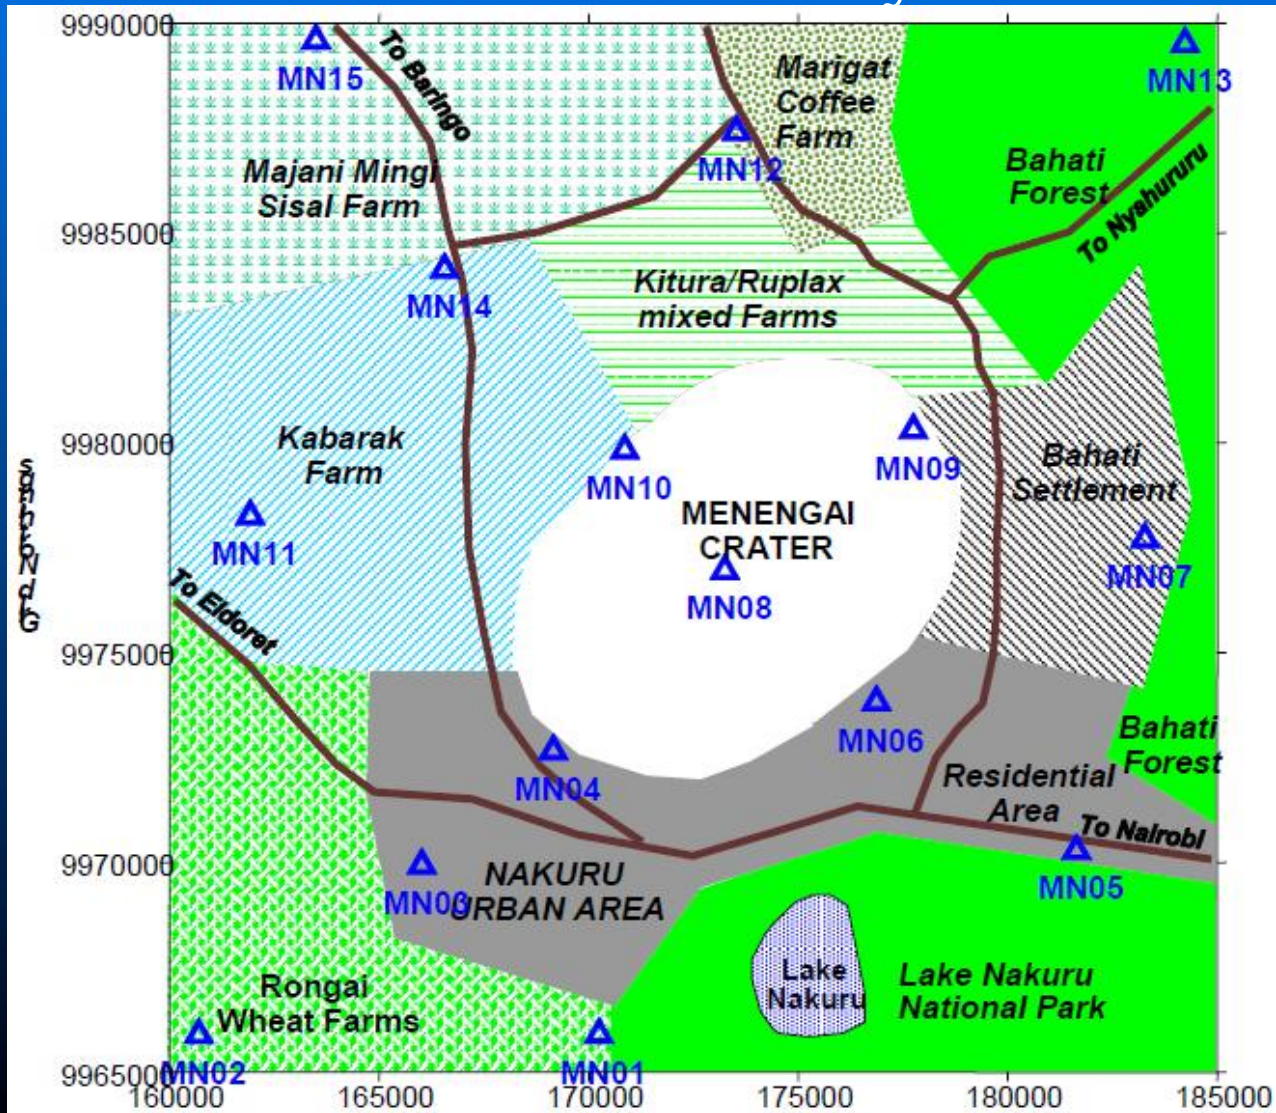 9990000
MN15
To Baringo
Marigat
Coffee
Farm
MN13
MN12
Bahati
Forest
To Nyahururu
Majani Mingi
Sisal Farm
9985000
MN14
Kitura/Ruplax
mixed Farms
9980000
Kabarak
Farm
MN10
MN09
Bahati
Settlement
MENENGAI
CRATER
MN11
MN08
MN07
Grid Northings
To Eldoret
9975000
MN06
Bahati
Forest
MN04
Residential
Area
To Nairobi
9970000
MN03
NAKURU
URBAN AREA
MN05
Lake
Nakuru
Lake Nakuru
National Park
Rongai
Wheat Farms
MN02
MN01
9965000
160000
165000
170000
175000
180000
185000